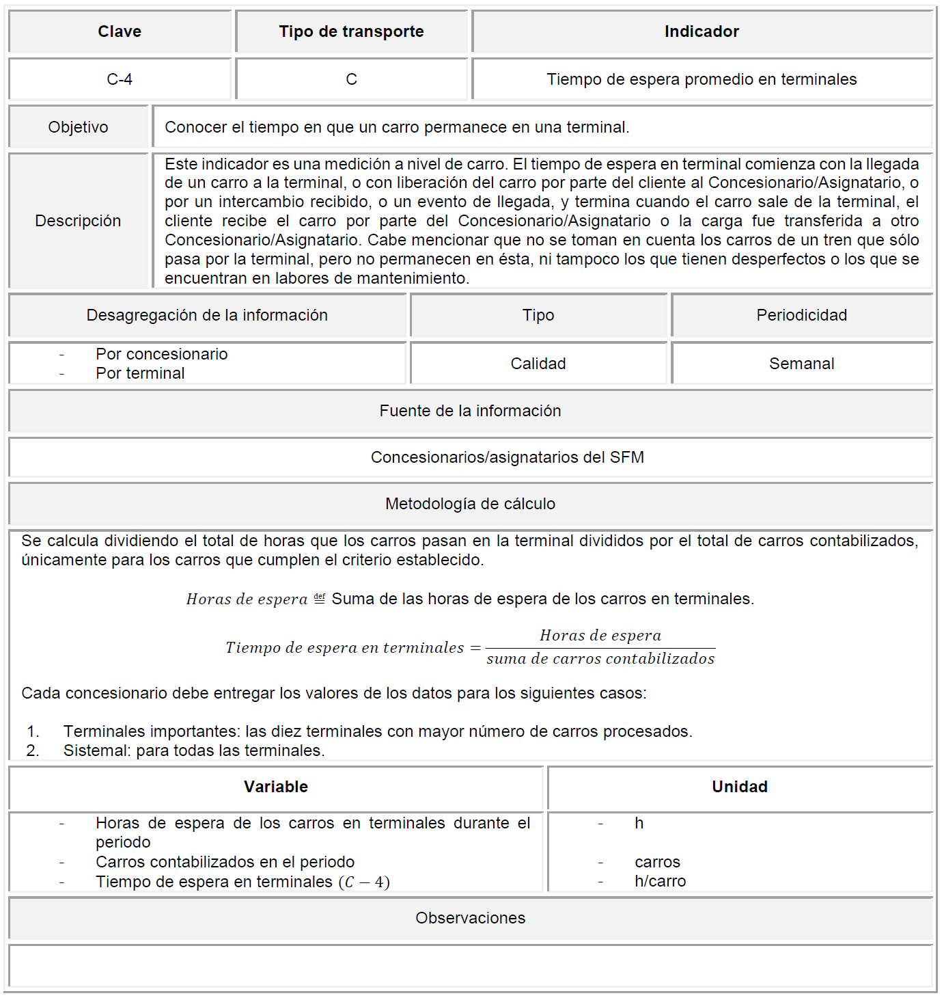 Clave Tipo de transporte Indicador
C-4 C Tiempo de espera promedio en terminales
Objetivo Conocer el tiempo en que un carro permanece en una terminal.
Descripción
Este indicador es una medición a nivel de carro. El tiempo de espera en terminal comienza con la llegada
de un carro a la terminal, o con liberación del carro por parte del cliente al Concesionario/Asignatario, o
por un intercambio recibido, o un evento de llegada, y termina cuando el carro sale de la terminal, el
cliente recibe el carro por parte del Concesionario/Asignatario o la carga fue transferida a otro
Concesionario/Asignatario. Cabe mencionar que no se toman en cuenta los carros de un tren que sólo
pasa por la terminal, pero no permanecen en ésta, ni tampoco los que tienen desperfectos o los que se
encuentran en labores de mantenimiento.
Desagregación de la información Tipo Periodicidad
- Por concesionario
- Por terminal
Calidad Semanal
Fuente de la información
Concesionarios/asignatarios del SFM
Metodología de cálculo
Se calcula dividiendo el total de horas que los carros pasan en la terminal divididos por el total de carros contabilizados,
únicamente para los carros que cumplen el criterio establecido.
Horas de espera ≝ Suma de las horas de espera de los carros en terminales.
Tiempo de espera en terminales = Horas de espera / suma de carros contabilizados
Cada concesionario debe entregar los valores de los datos para los siguientes casos:
1. Terminales importantes: las diez terminales con mayor número de carros procesados.
2. Sistemal: para todas las terminales.
Variable Unidad
- Horas de espera de los carros en terminales durante el - h
periodo
- Carros contabilizados en el periodo - carros
- Tiempo de espera en terminales (C − 4) - h/carro
Observaciones